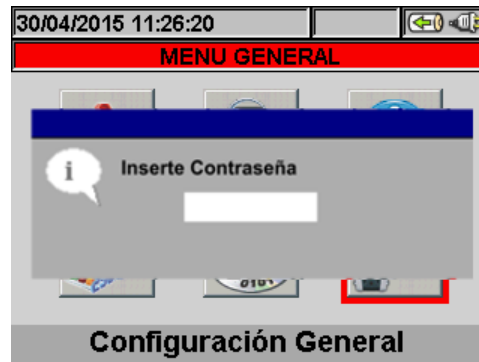 30/04/2015 11:26:20
MENU GENERAL
i
Inserte Contraseña
Configuración General